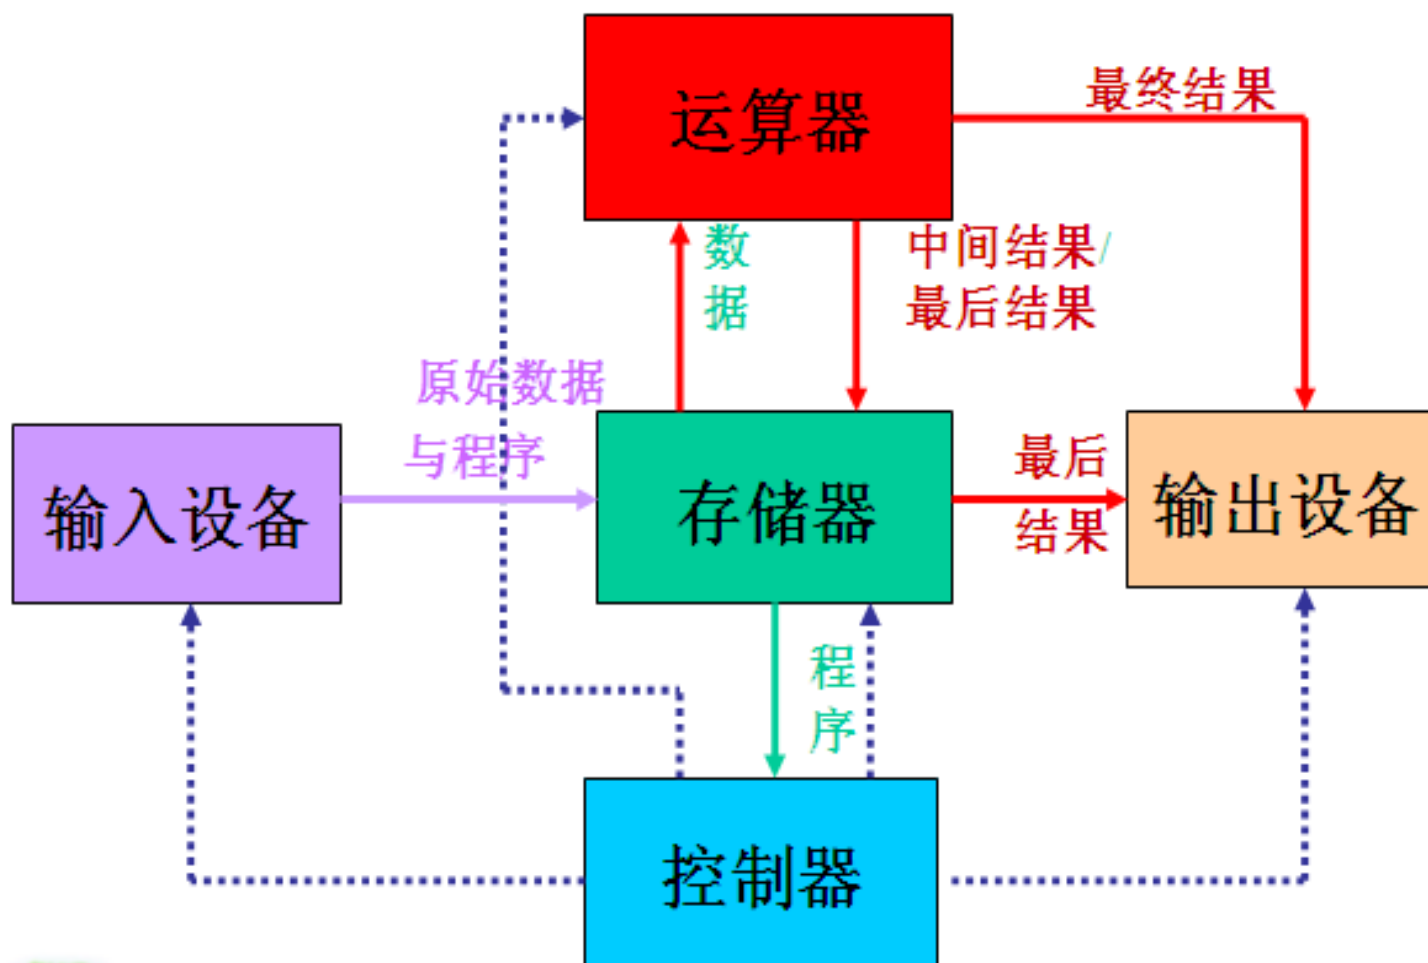 运算器
最终结果
数
据
中间结果/
最后结果
原始数据
与程序
输入设备
存储器
最后
结果
输出设备
程
序
控制器